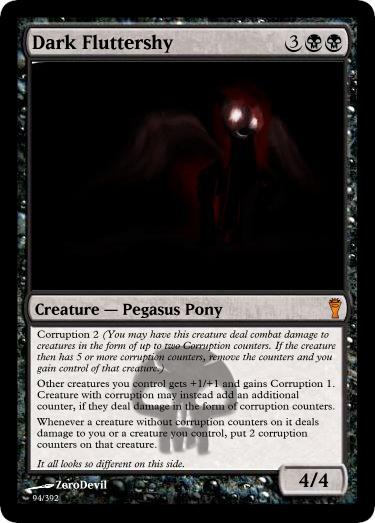 Dark Fluttershy 3
Creature — Pegasus Pony
Corruption 2 (You may have this creature deal combat damage to
creatures in the form of up to two Corruption counters. If the creature
then has 5 or more corruption counters, remove the counters and you
gain control of that creature.)
Other creatures you control gets +1/+1 and gains Corruption 1.
Creature with corruption may instead add an additional
counter, if they deal damage in the form of corruption counters.
Whenever a creature without corruption counters on it deals
damage to you or a creature you control, put 2 corruption
counters on that creature.
It all looks so different on this side.
4/4
ZeroDevil
94/392